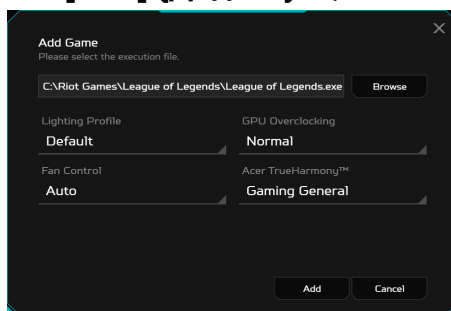 Add Game
Please select the execution file.
C:\Riot Games\League of Legends\League of Legends.exe
Browse
Lighting Profile
GPU Overclocking
Default
Normal
Fan Control
Acer TrueHarmony™
Auto
Gaming General
Add
Cancel